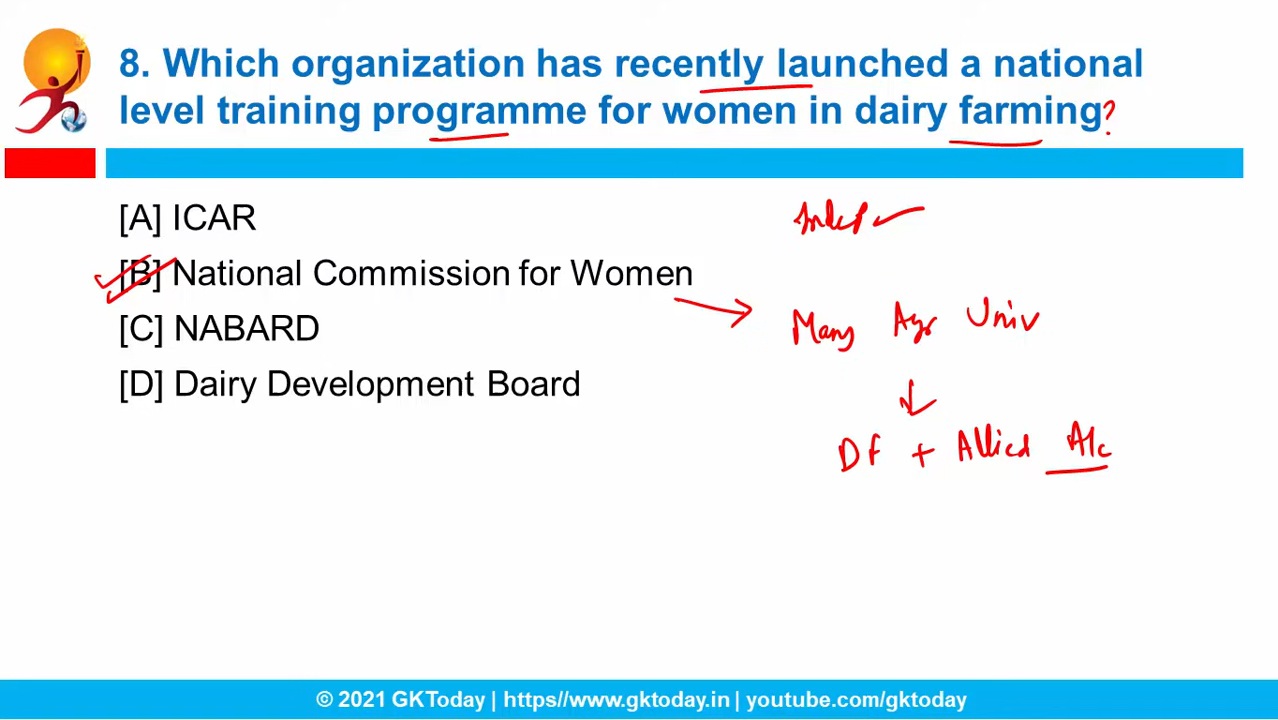 8. Which organization has recently launched a national
level training programme for women in dairy farming?
[A] ICAR
[B] National Commission for Women
[C] NABARD
[D] Dairy Development Board
Indep
Many Agr Univ
Df + Allied
© 2021 GKToday | https//www.gktoday.in | youtube.com/gktoday